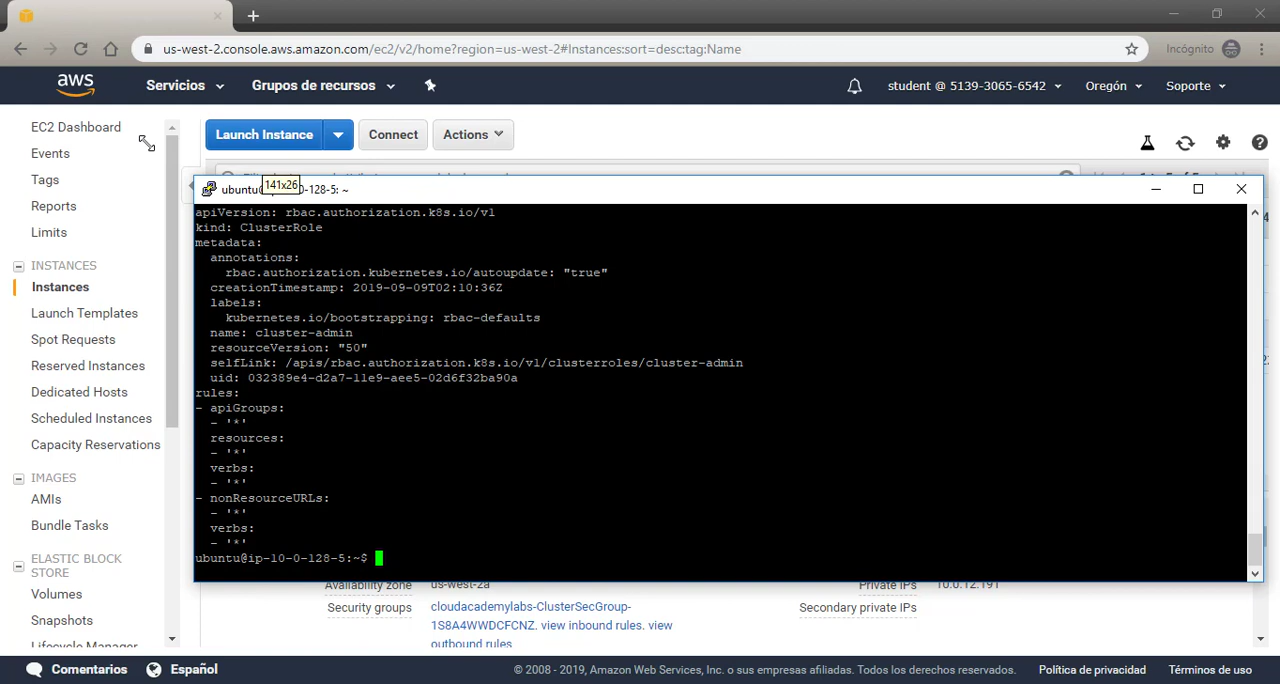 us-west-2.console.aws.amazon.com/ec2/v2/home?region=us-west-2#Instances:sort=desc:tag:Name
Incógnito
aws
Servicios
Grupos de recursos
student @ 5139-3065-6542
Oregón
Soporte
EC2 Dashboard
Events
Tags
Reports
Limits
INSTANCES
Instances
Launch Templates
Spot Requests
Reserved Instances
Dedicated Hosts
Scheduled Instances
Capacity Reservations
IMAGES
AMIs
Bundle Tasks
ELASTIC BLOCK
STORE
Volumes
Snapshots
Lifecycle Manager
Launch Instance
Connect
Actions
141x26
apiVersion: rbac.authorization.k8s.io/v1
kind: ClusterRole
metadata:
annotations:
rbac.authorization.kubernetes.io/autoupdate: "true"
creationTimestamp: 2019-09-09T02:10:36Z
labels:
kubernetes.io/bootstrapping: rbac-defaults
name: cluster-admin
resourceVersion: "50"
selfLink: /apis/rbac.authorization.k8s.io/v1/clusterroles/cluster-admin
uid: 032389e4-d2a7-11e9-aee5-02d6f32ba90a
rules:
- apiGroups:
- '*'
resources:
- '*'
verbs:
- '*'
- nonResourceURLs:
- '*'
verbs:
- '*'
ubuntu@ip-10-0-128-5:~$
Availability zone us-west-2a
Private IPs 10.0.12.191
Security groups
cloudacademylabs-ClusterSecGroup-
1S8A4WWDCFCNZ. view inbound rules. view
outbound rules
Secondary private IPs
Comentarios
Español
© 2008 - 2019, Amazon Web Services, Inc. o sus empresas afiliadas. Todos los derechos reservados.
Política de privacidad
Términos de uso